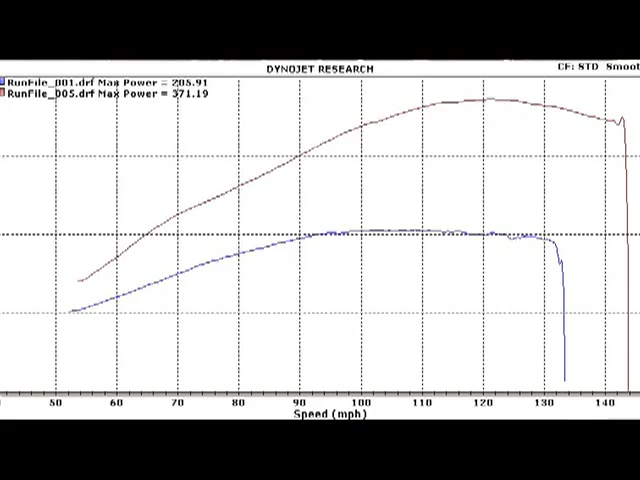 DYNOJET RESEARCH
CF: STD Smoot
RunFile_001.drf Max Power = 205.91
RunFile_005.drf Max Power = 371.19
50 60 70 80 90 100 110 120 130 140
Speed (mph)